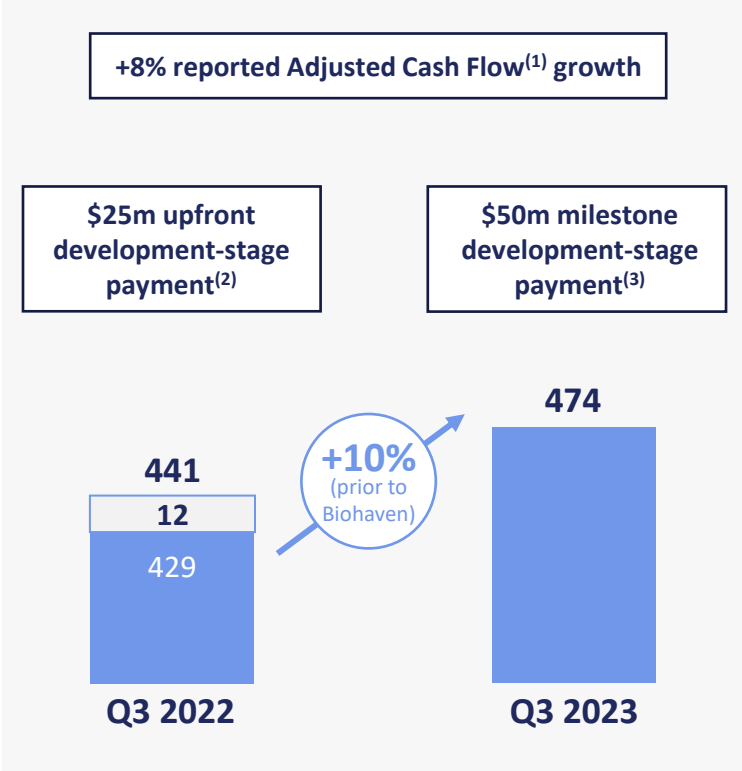 +8% reported Adjusted Cash Flow(1) growth
$25m upfront
development-stage
payment(2)
$50m milestone
development-stage
payment(3)
474
441
+10%
(prior to
Biohaven)
12
429
Q3 2022
Q3 2023